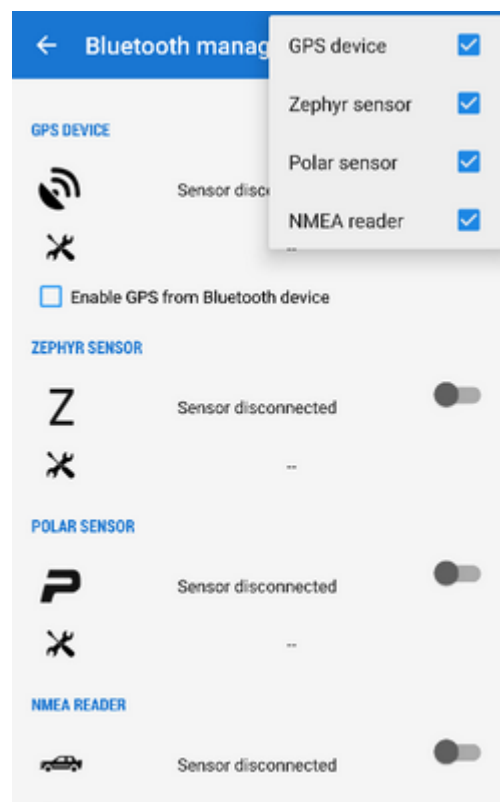 Bluetooth manag
GPS device
Zephyr sensor
Polar sensor
NMEA reader
GPS DEVICE
Sensor disc
--
Enable GPS from Bluetooth device
ZEPHYR SENSOR
Z
Sensor disconnected
--
POLAR SENSOR
P
Sensor disconnected
--
NMEA READER
Sensor disconnected